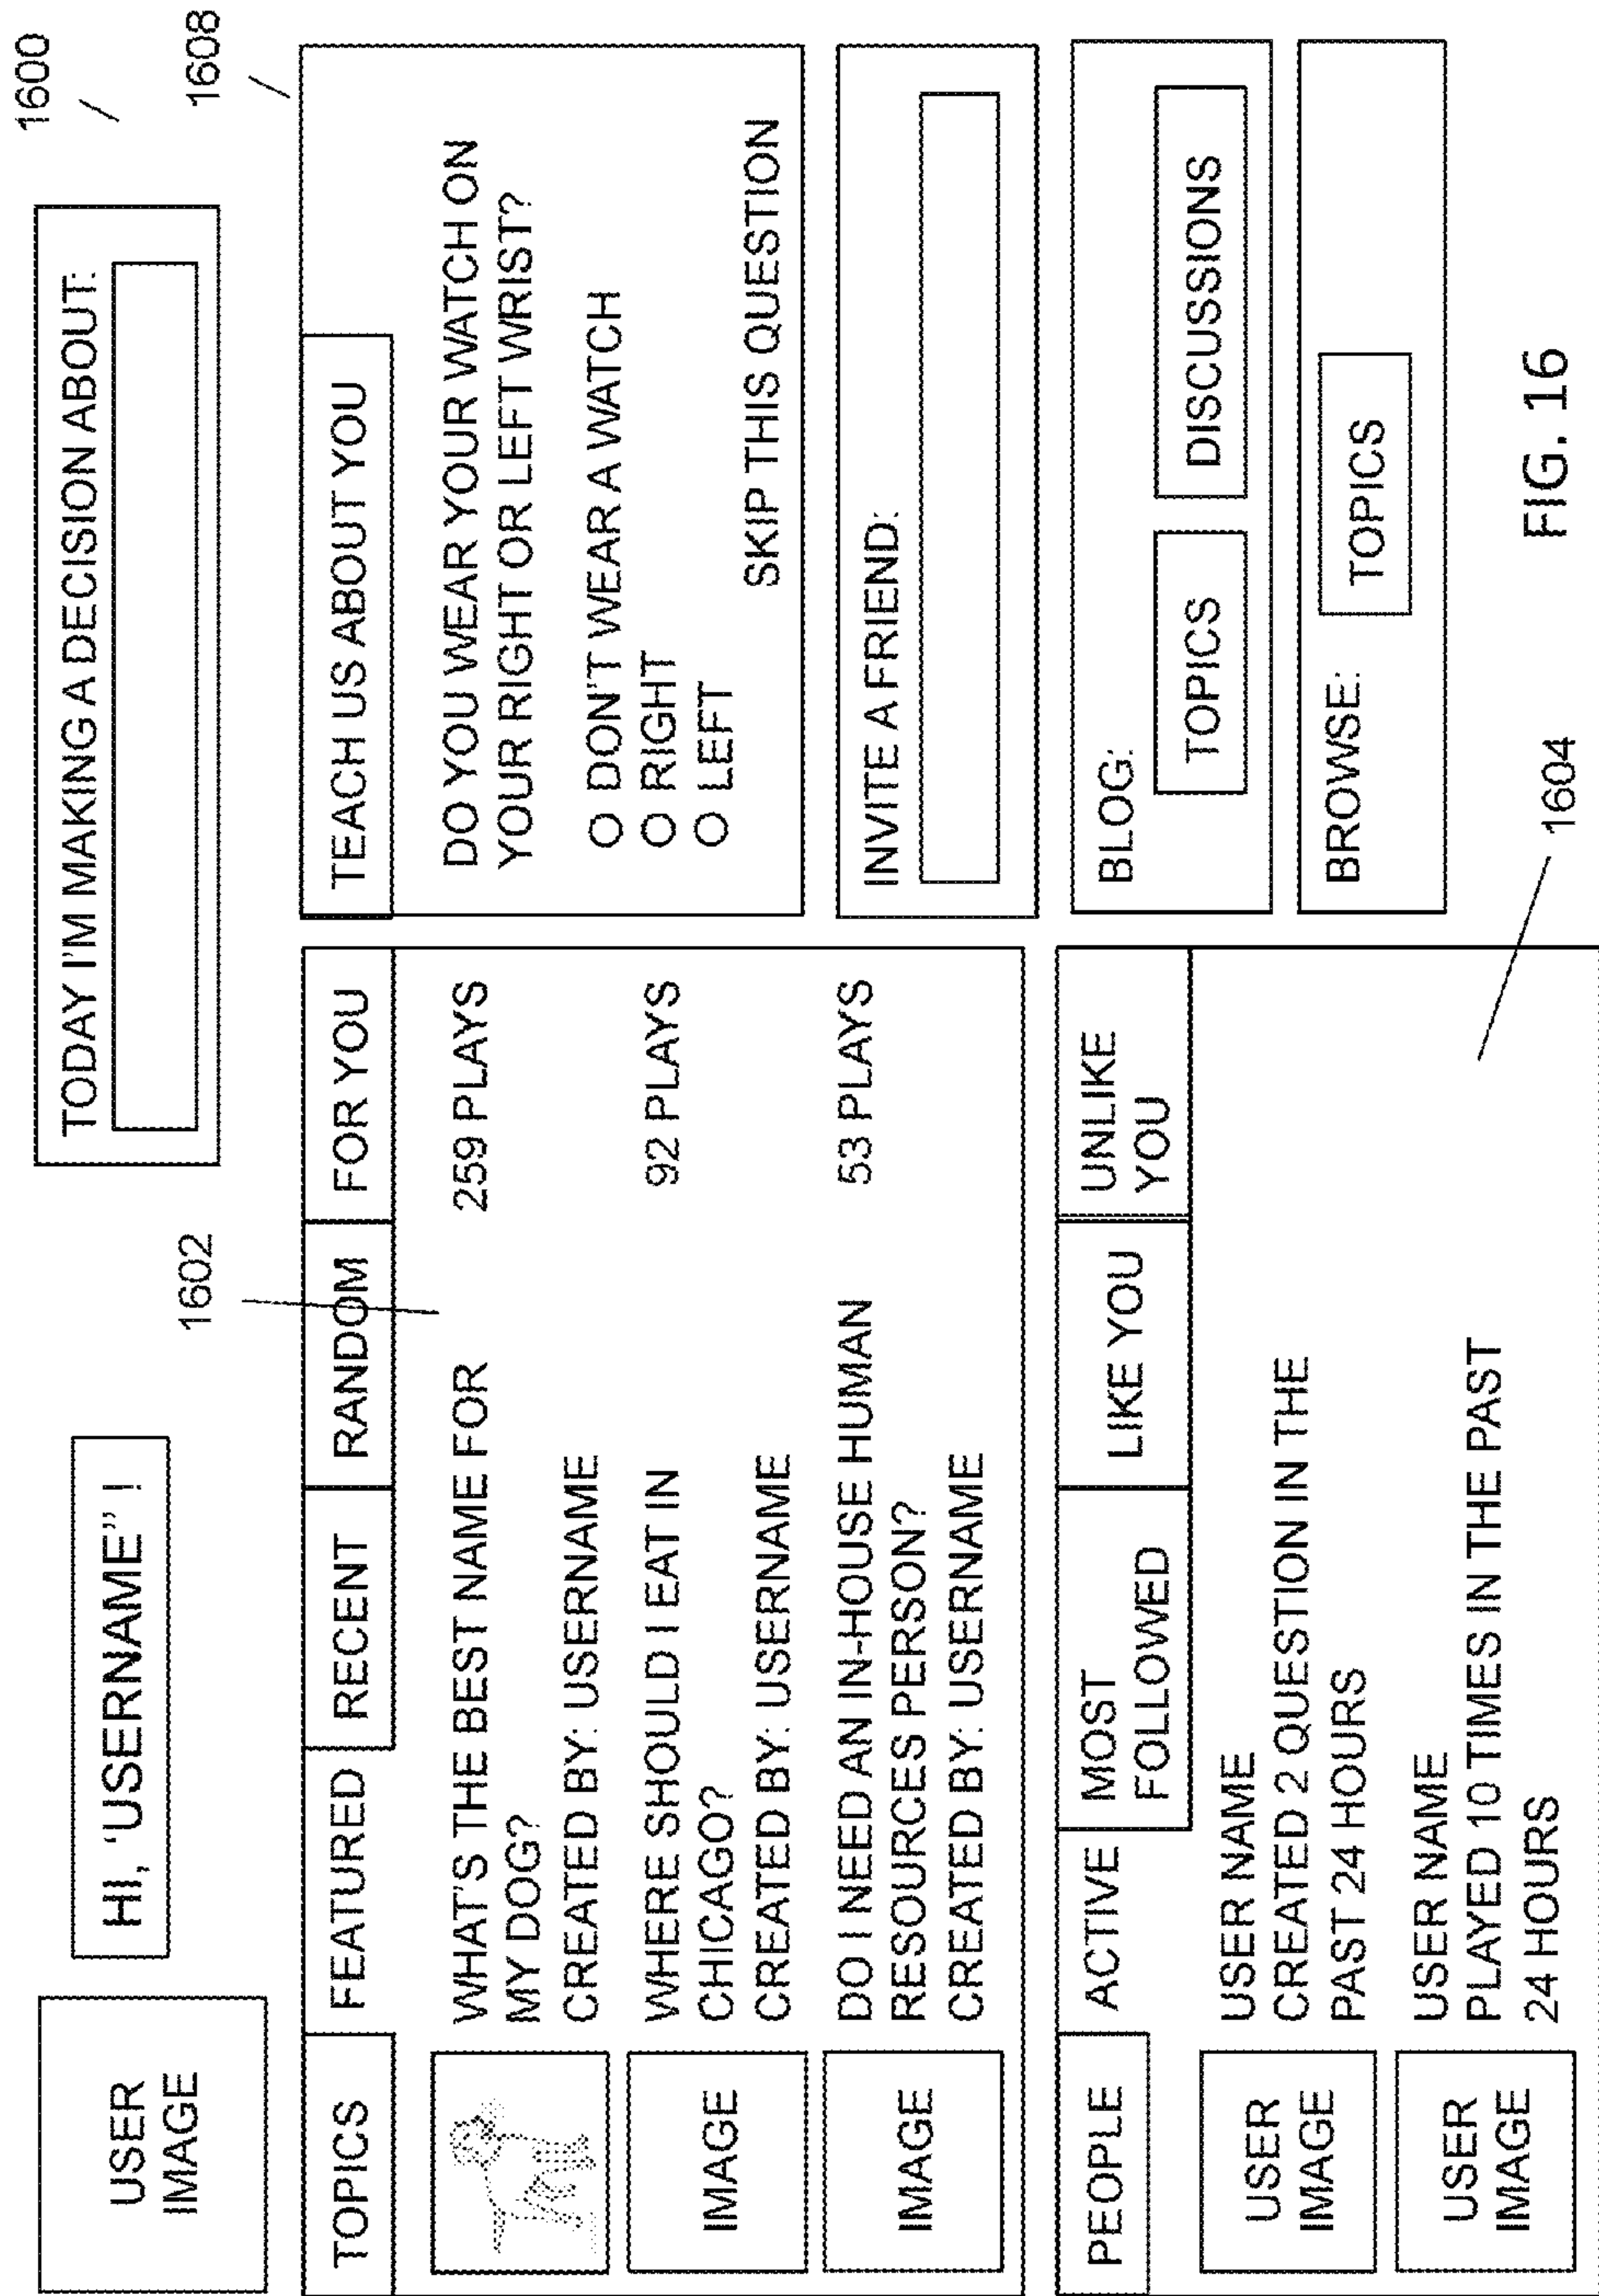 1600
USER
IMAGE
HI, 'USERNAME" !
TODAY I'M MAKING A DECISION ABOUT:
1602
1608
TOPICS
FEATURED
RECENT
RANDOM
FOR YOU
WHAT'S THE BEST NAME FOR
MY DOG?
CREATED BY: USERNAME
259 PLAYS
IMAGE
WHERE SHOULD I EAT IN
CHICAGO?
CREATED BY: USERNAME
92 PLAYS
IMAGE
DO I NEED AN IN-HOUSE HUMAN
RESOURCES PERSON?
CREATED BY: USERNAME
53 PLAYS
PEOPLE
ACTIVE
MOST
FOLLOWED
LIKE YOU
UNLIKE
YOU
USER
IMAGE
USER NAME
CREATED 2 QUESTION IN THE
PAST 24 HOURS
USER
IMAGE
USER NAME
PLAYED 10 TIMES IN THE PAST
24 HOURS
TEACH US ABOUT YOU
DO YOU WEAR YOUR WATCH ON
YOUR RIGHT OR LEFT WRIST?
O DON'T WEAR A WATCH
O RIGHT
O LEFT
SKIP THIS QUESTION
INVITE A FRIEND:
BLOG:
TOPICS
DISCUSSIONS
BROWSE:
TOPICS
1604
FIG. 16